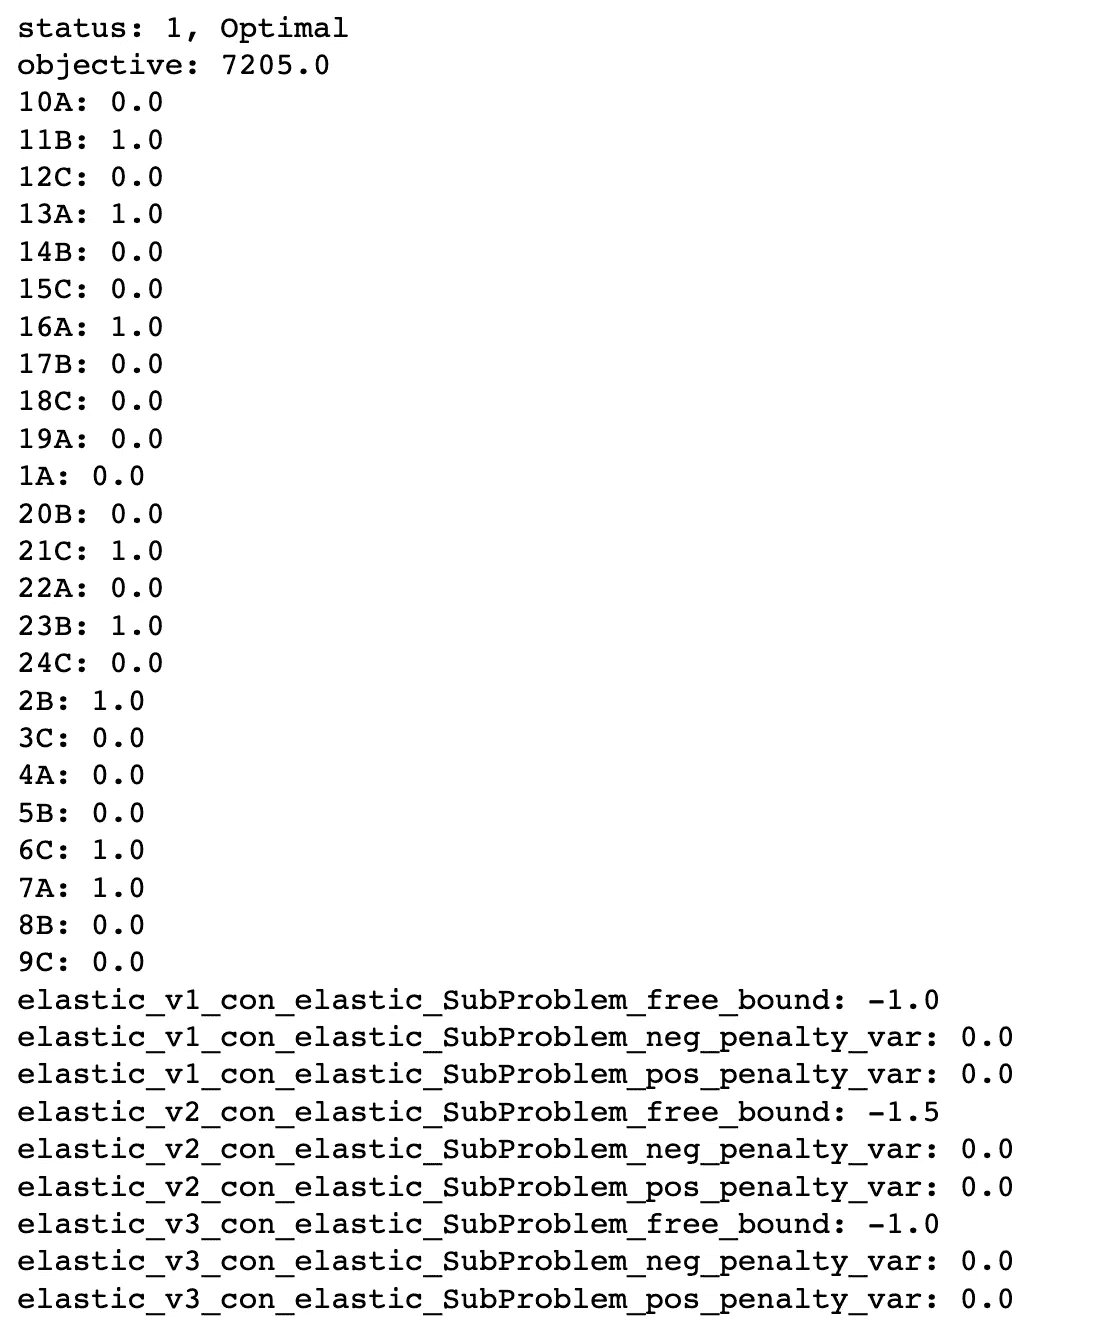 status: 1, Optimal
objective: 7205.0
10A: 0.0
11B: 1.0
12C: 0.0
13A: 1.0
14B: 0.0
15C: 0.0
16A: 1.0
17B: 0.0
18C: 0.0
19A: 0.0
1A: 0.0
20B: 0.0
21C: 1.0
22A: 0.0
23B: 1.0
24C: 0.0
2B: 1.0
3C: 0.0
4A: 0.0
5B: 0.0
6C: 1.0
7A: 1.0
8B: 0.0
9C: 0.0
elastic_v1_con_elastic_SubProblem_free_bound: -1.0
elastic_v1_con_elastic_SubProblem_neg_penalty_var: 0.0
elastic_v1_con_elastic_SubProblem_pos_penalty_var: 0.0
elastic_v2_con_elastic_SubProblem_free_bound: -1.5
elastic_v2_con_elastic_SubProblem_neg_penalty_var: 0.0
elastic_v2_con_elastic_SubProblem_pos_penalty_var: 0.0
elastic_v3_con_elastic_SubProblem_free_bound: -1.0
elastic_v3_con_elastic_SubProblem_neg_penalty_var: 0.0
elastic_v3_con_elastic_SubProblem_pos_penalty_var: 0.0